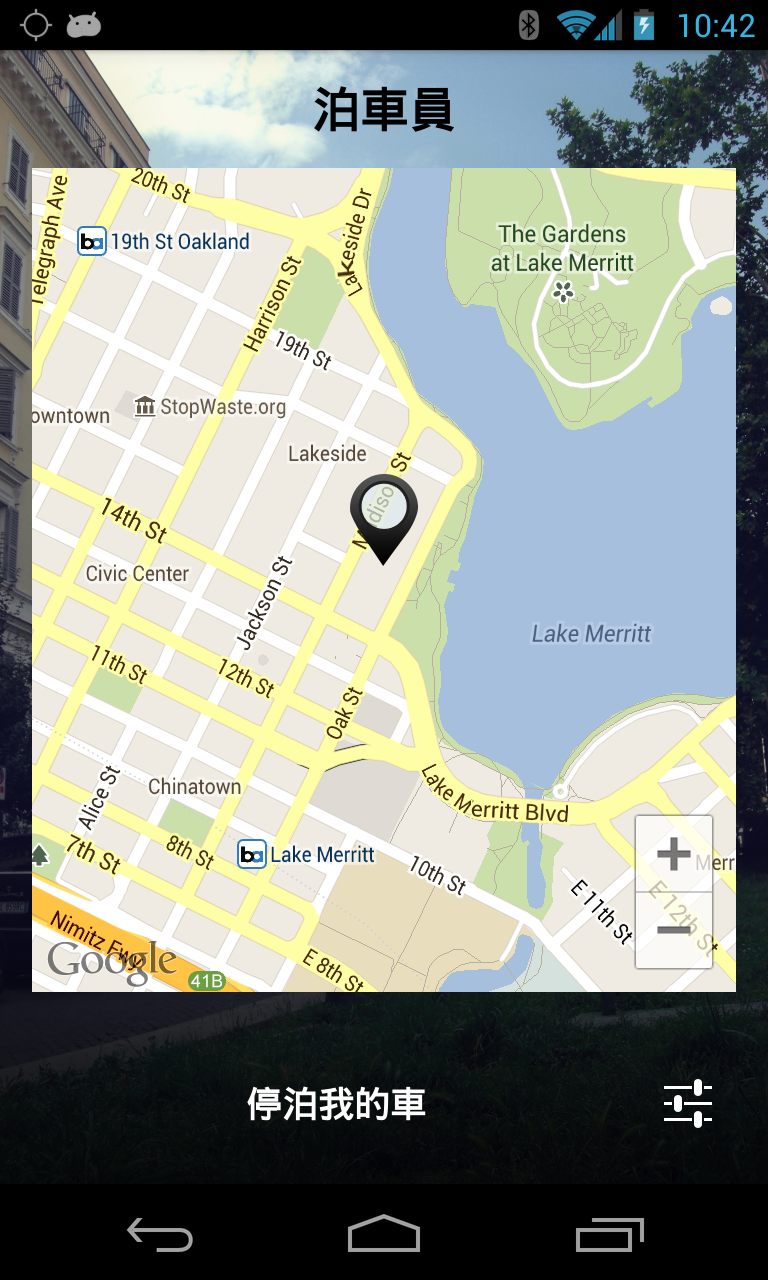 10:42
泊車員
20th St
Telegraph Ave
Lakeside Dr
19th St Oakland
The Gardens
at Lake Merritt
Harrison St
19th St
StopWaste.org
owntown
Lakeside
Madison St
14th St
Civic Center
Jackson St
Lake Merritt
11th St
12th St
Oak St
Chinatown
Alice St
Lake Merritt Blvd
7th St
8th St
Lake Merritt
10th St
Merr
E 11th St
E 12th St
Nimitz Fwy
Google
41B
E 8th St
停泊我的車